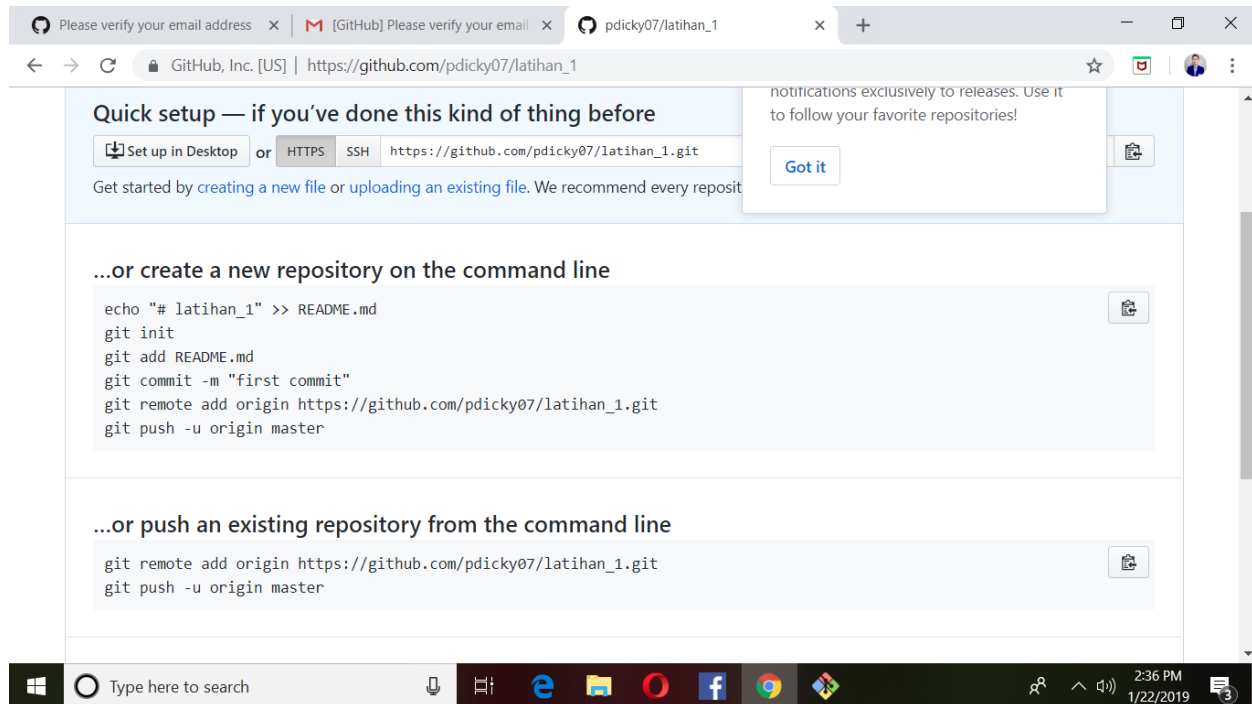 Please verify your email address
[GitHub] Please verify your email
pdicky07/latihan_1
GitHub, Inc. [US] | https://github.com/pdicky07/latihan_1
notifications exclusively to releases. Use it
to follow your favorite repositories!
Got it
Quick setup — if you’ve done this kind of thing before
Set up in Desktop or HTTPS SSH https://github.com/pdicky07/latihan_1.git
Get started by creating a new file or uploading an existing file. We recommend every reposit
...or create a new repository on the command line
echo "# latihan_1" >> README.md
git init
git add README.md
git commit -m "first commit"
git remote add origin https://github.com/pdicky07/latihan_1.git
git push -u origin master
...or push an existing repository from the command line
git remote add origin https://github.com/pdicky07/latihan_1.git
git push -u origin master
Type here to search
2:36 PM
1/22/2019
3